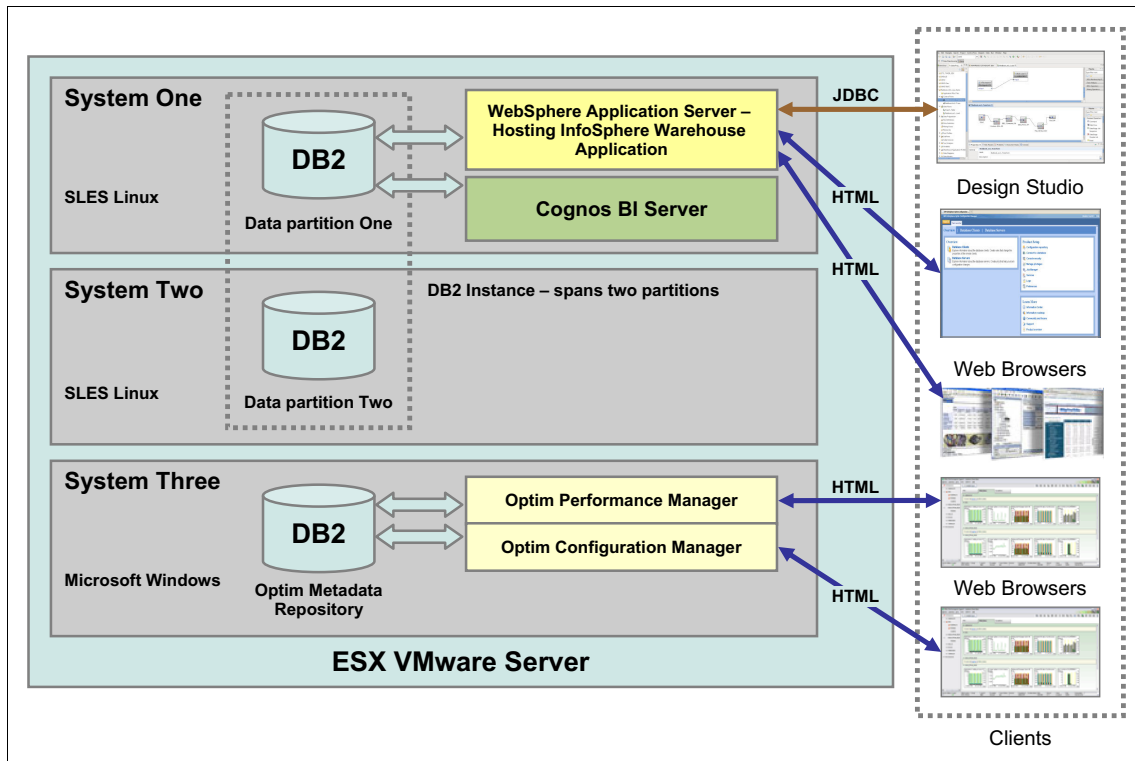 System One
DB2
SLES Linux
Data partition One
WebSphere Application Server –
Hosting InfoSphere Warehouse
Application
Cognos BI Server
System Two
DB2 Instance – spans two partitions
DB2
SLES Linux
Data partition Two
System Three
DB2
Microsoft Windows
Optim Metadata
Repository
Optim Performance Manager
Optim Configuration Manager
ESX VMware Server
JDBC
HTML
HTML
HTML
HTML
Design Studio
Web Browsers
Web Browsers
Clients